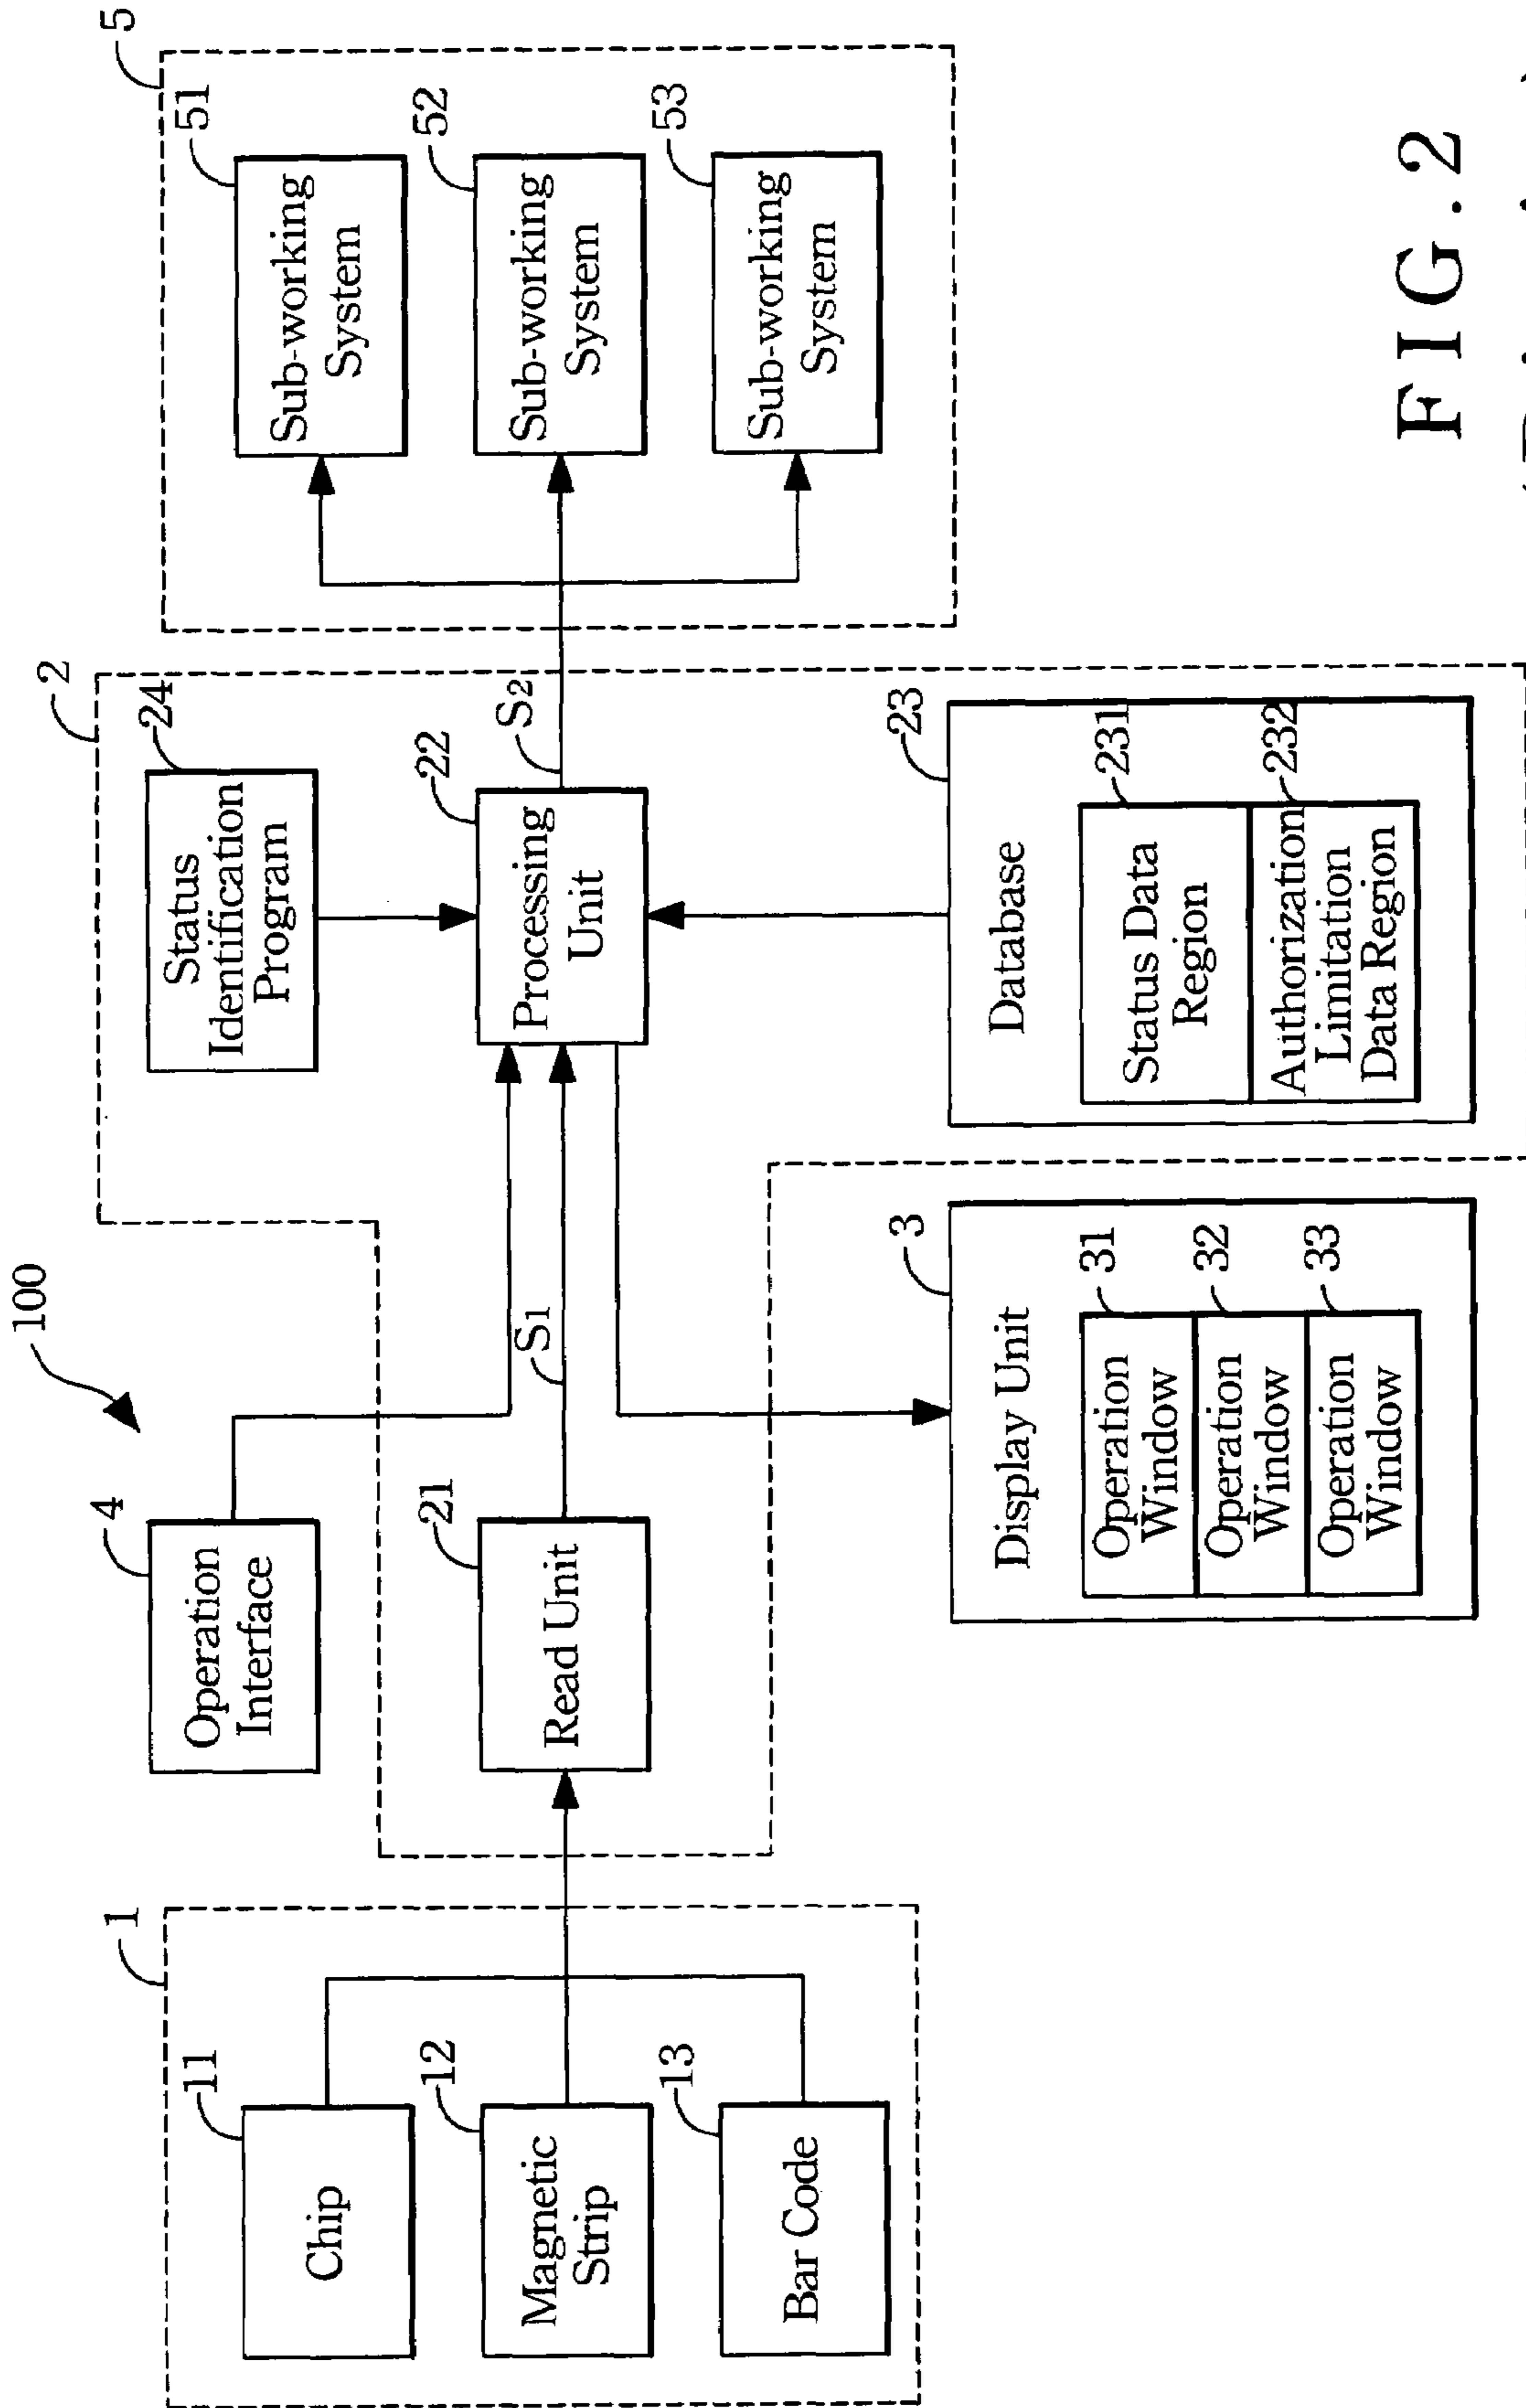 100
1
11
Chip
12
Magnetic
Strip
13
Bar Code
4
Operation
Interface
21
Read Unit
S1
3
Display Unit
Operation
Window
31
Operation
Window
32
Operation
Window
33
2
24
Status
Identification
Program
22
Processing
Unit
S2
23
Database
Status Data
Region
231
Authorization
Limitation
Data Region
232
5
51
Sub-working
System
52
Sub-working
System
53
Sub-working
System
FIG.2